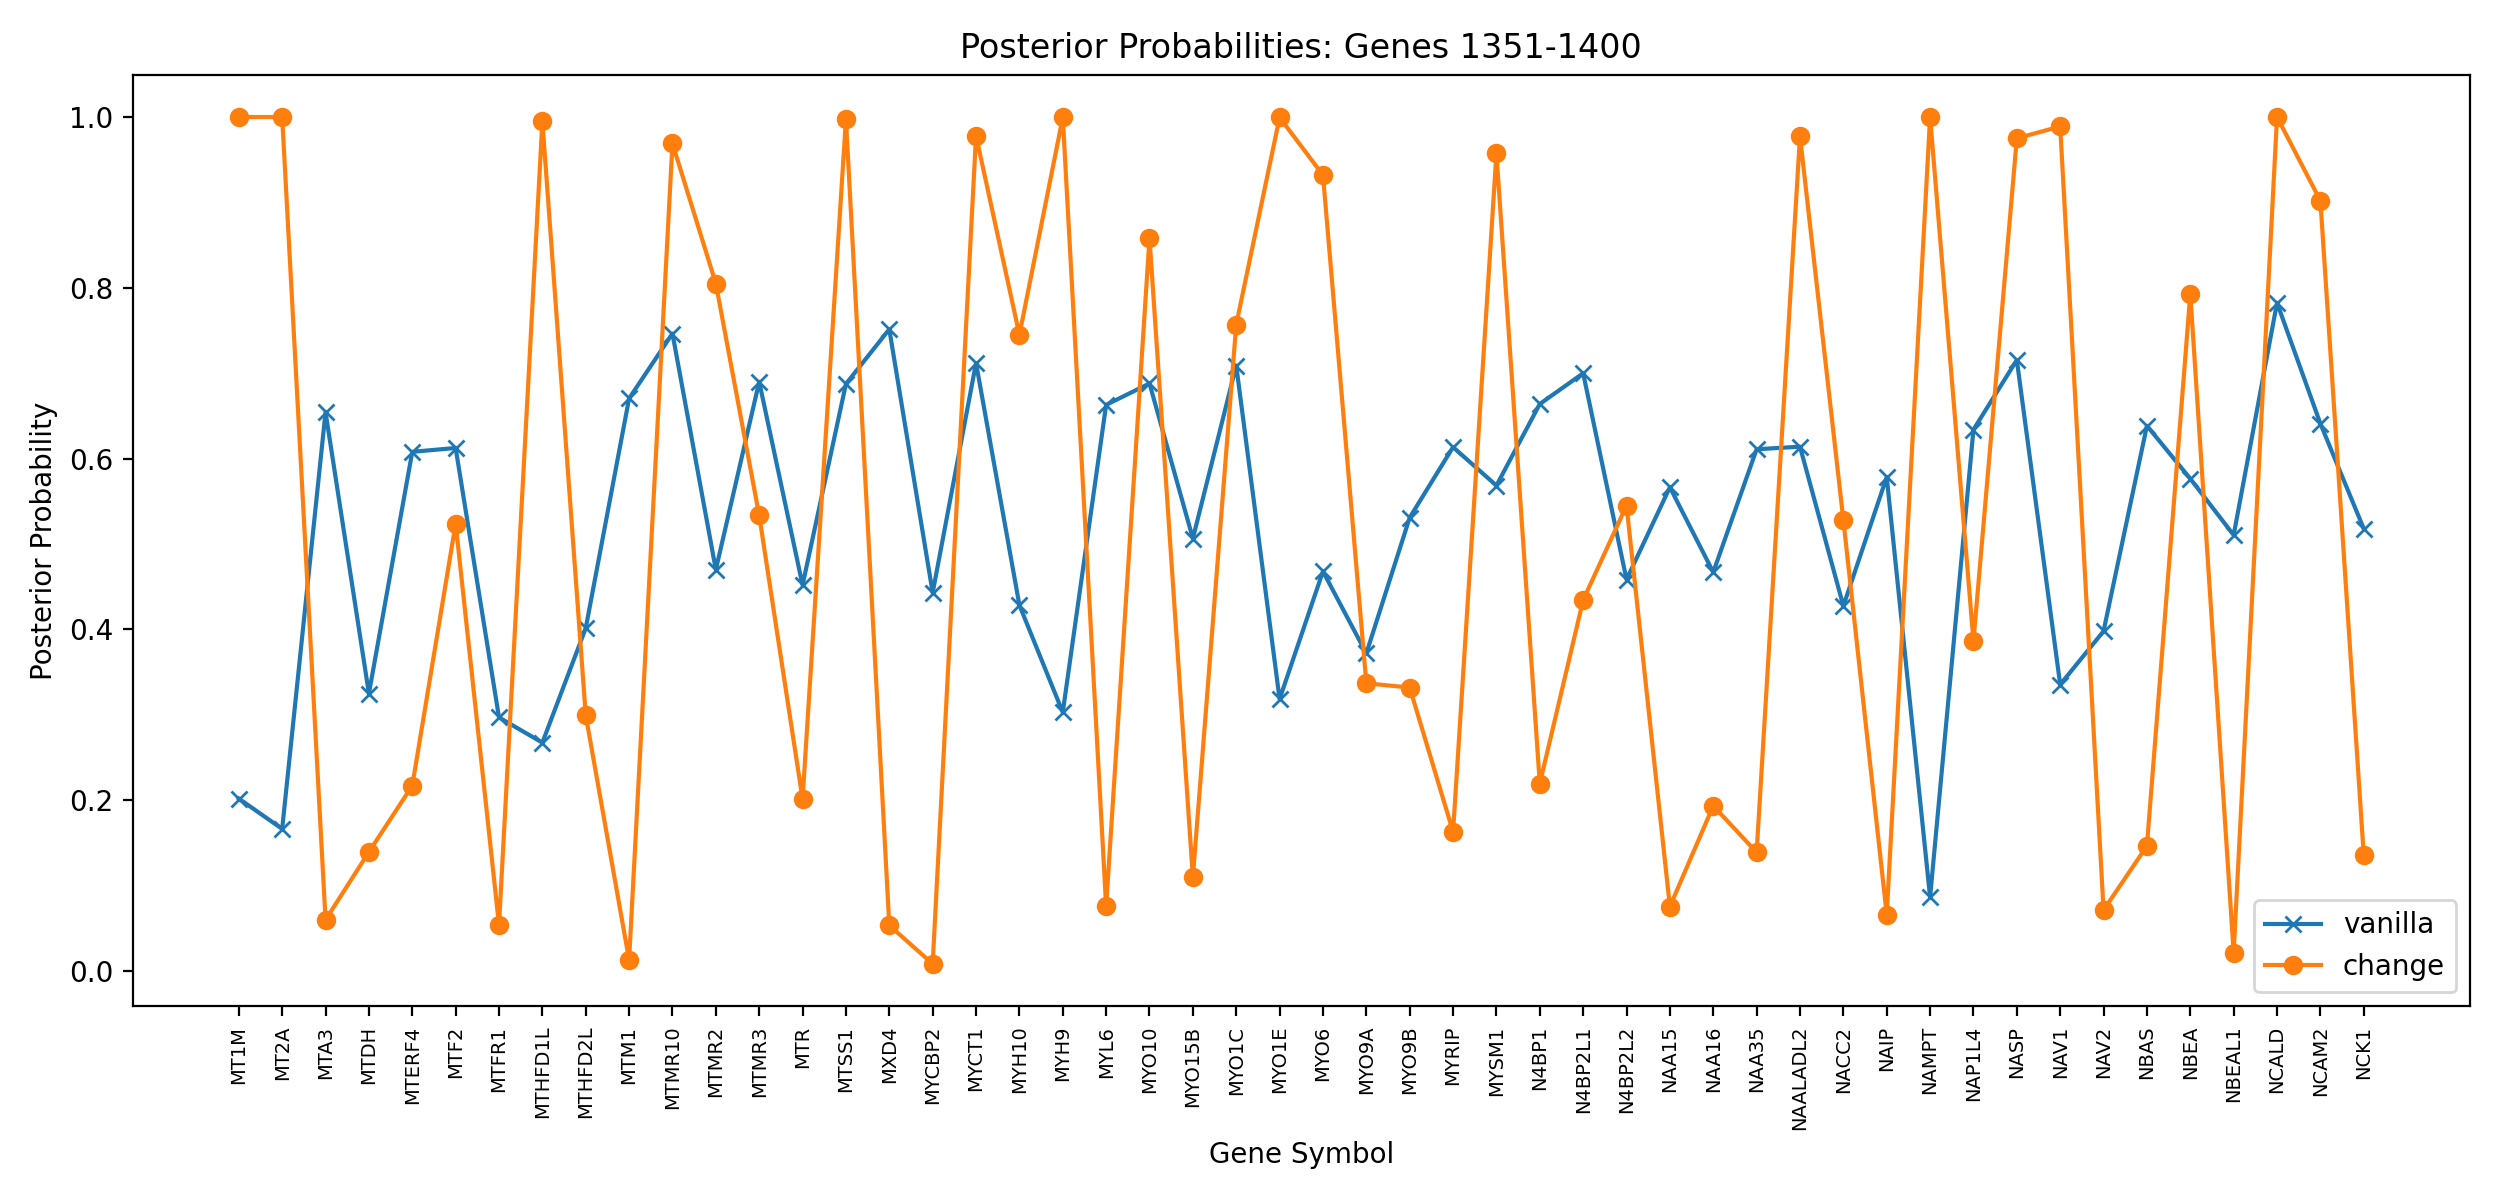 Posterior Probabilities: Genes 1351-1400
Posterior Probability
1.0
0.8
0.6
0.4
0.2
0.0
MT1M
MT2A
MTA3
MTDH
MTERF4
MTF2
MTFR1
MTHFD1L
MTHFD2L
MTM1
MTMR10
MTMR2
MTMR3
MTR
MTSS1
MXD4
MYCBP2
MYCT1
MYH10
MYH9
MYL6
MYO10
MYO15B
MYO1C
MYO1E
MYO6
MYO9A
MYO9B
MYRIP
MYSM1
N4BP1
N4BP2L1
N4BP2L2
NAA15
NAA16
NAA35
NAALADL2
NACC2
NAIP
NAMPT
NAP1L4
NASP
NAV1
NAV2
NBAS
NBEA
NBEAL1
NCALD
NCAM2
NCK1
Gene Symbol
vanilla
change